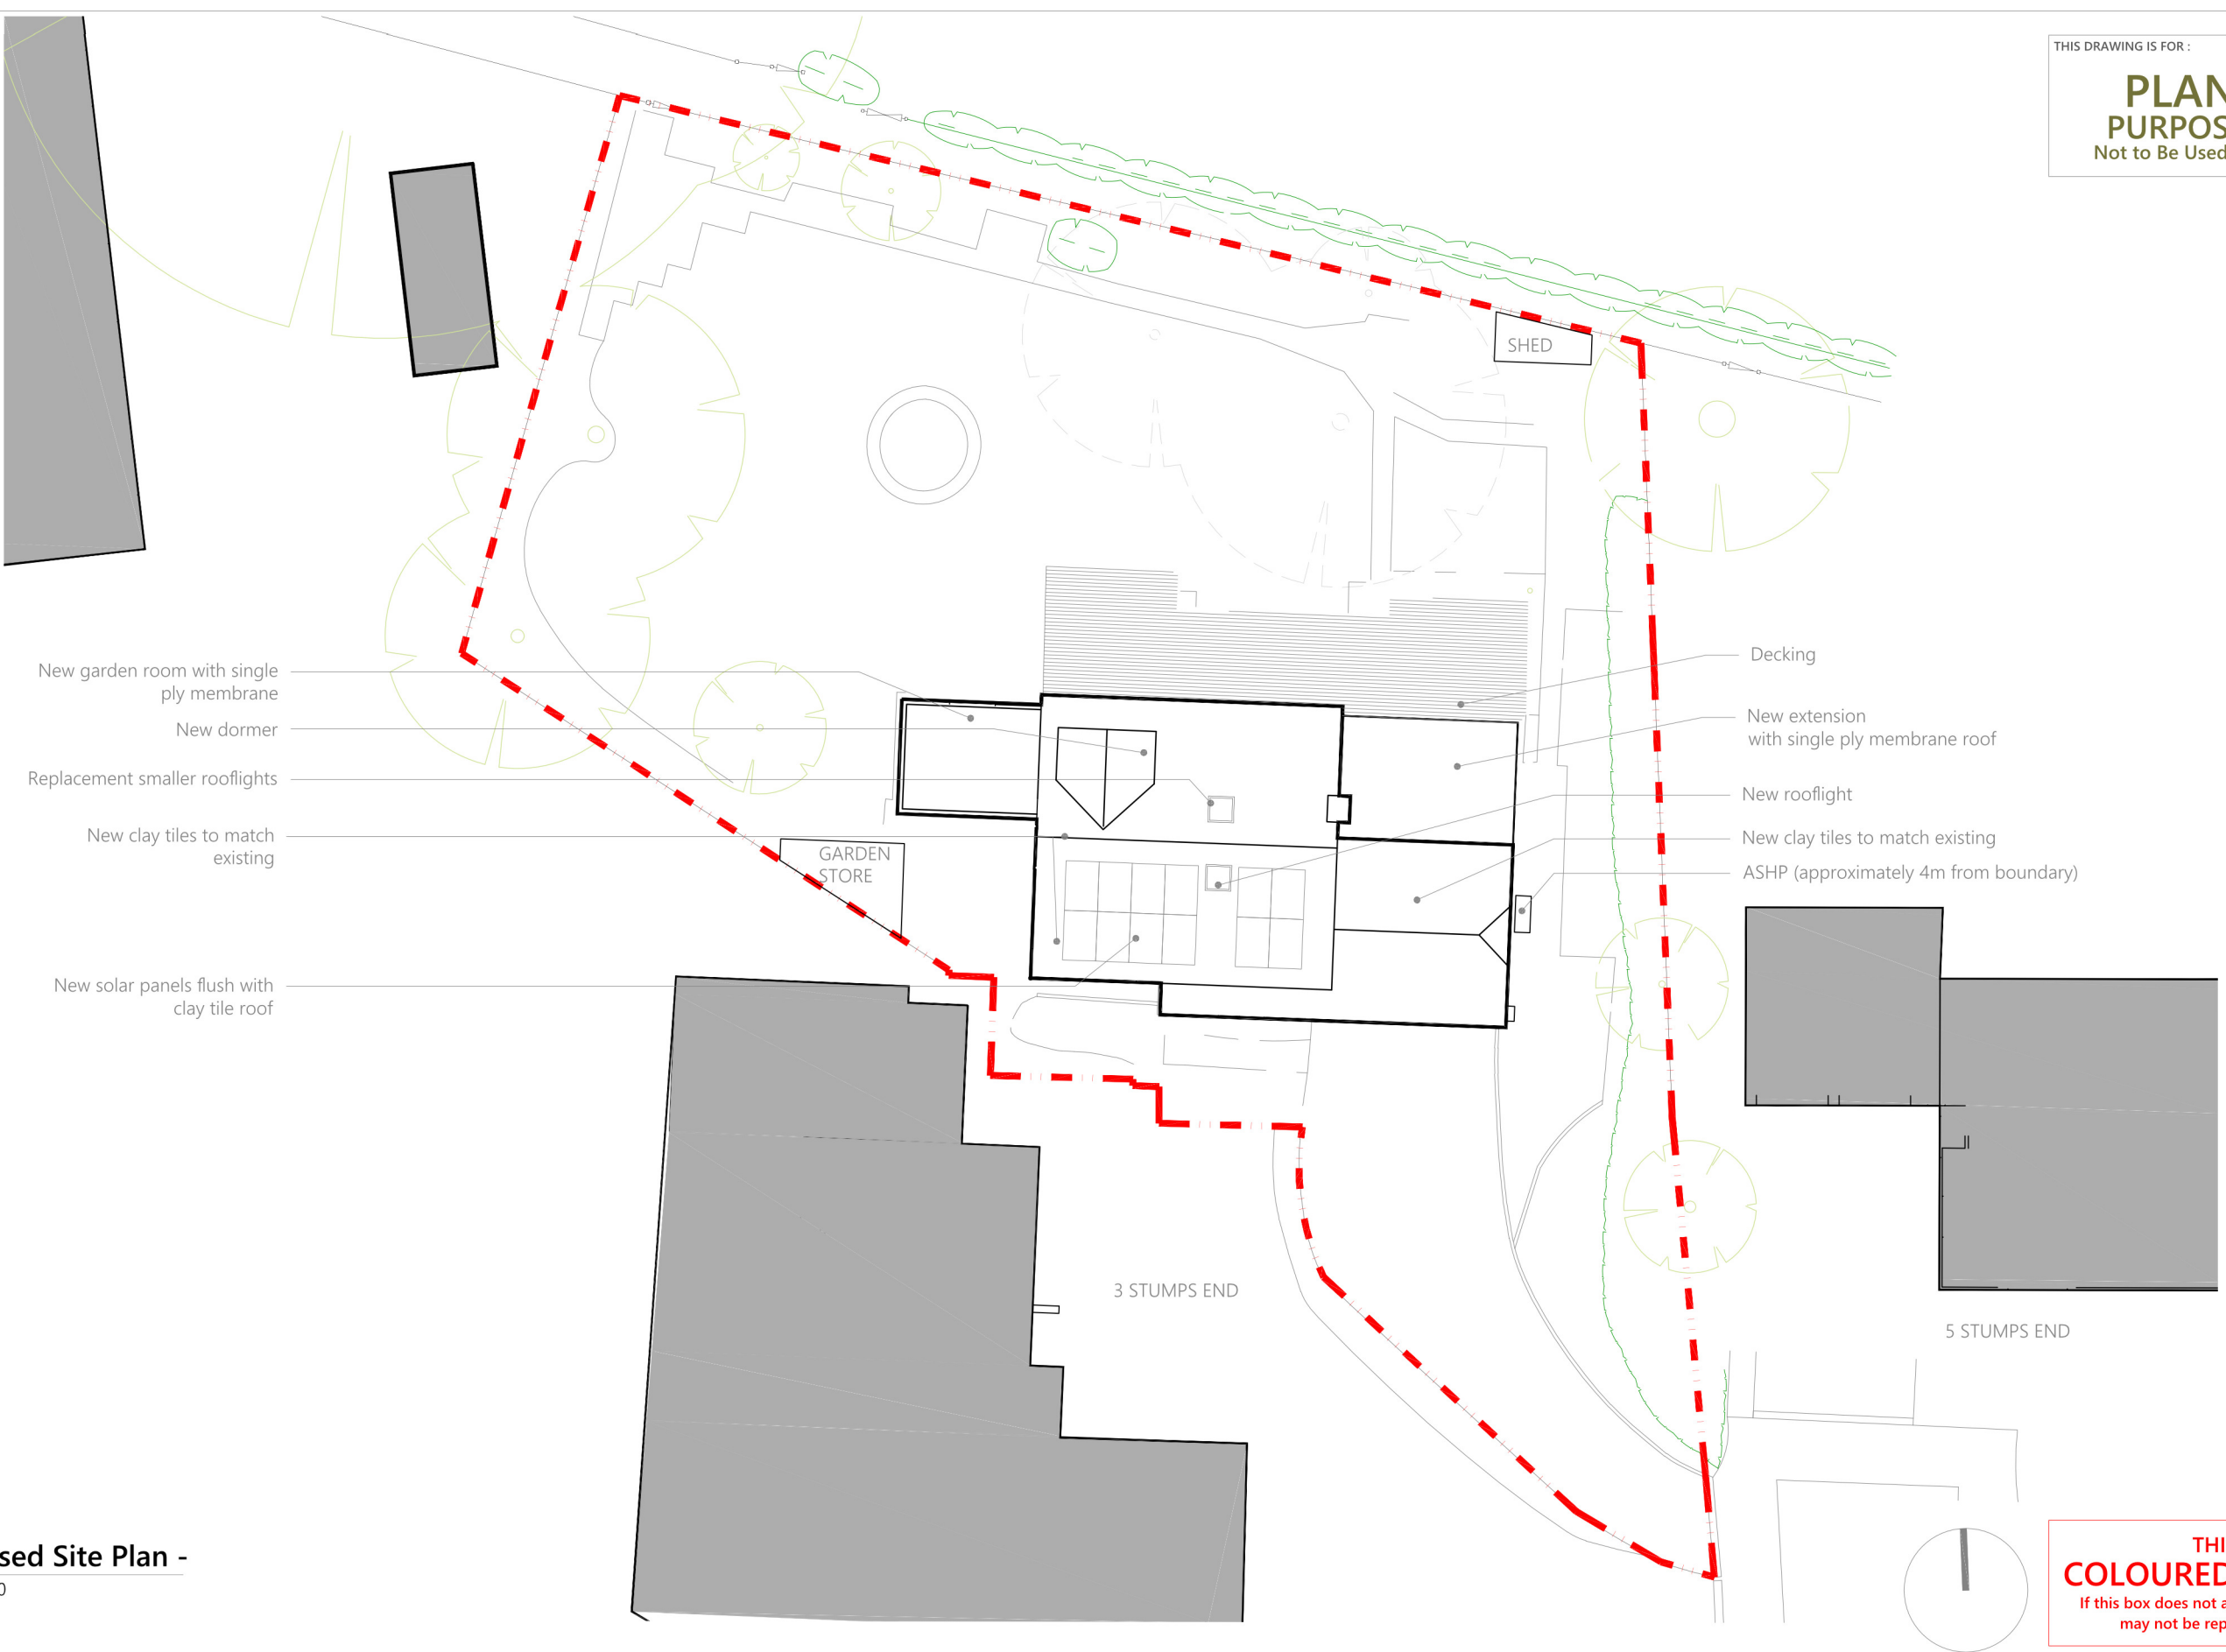 THIS DRAWING IS FOR :
PLAN
PURPOS
Not to Be Used
SHED
New garden room with single
ply membrane
New dormer
Replacement smaller rooflights
New clay tiles to match
existing
New solar panels flush with
clay tile roof
GARDEN
STORE
Decking
New extension
with single ply membrane roof
New rooflight
New clay tiles to match existing
ASHP (approximately 4m from boundary)
3 STUMPS END
5 STUMPS END
sed Site Plan -
0
THI
COLOURED
If this box does not a
may not be rep